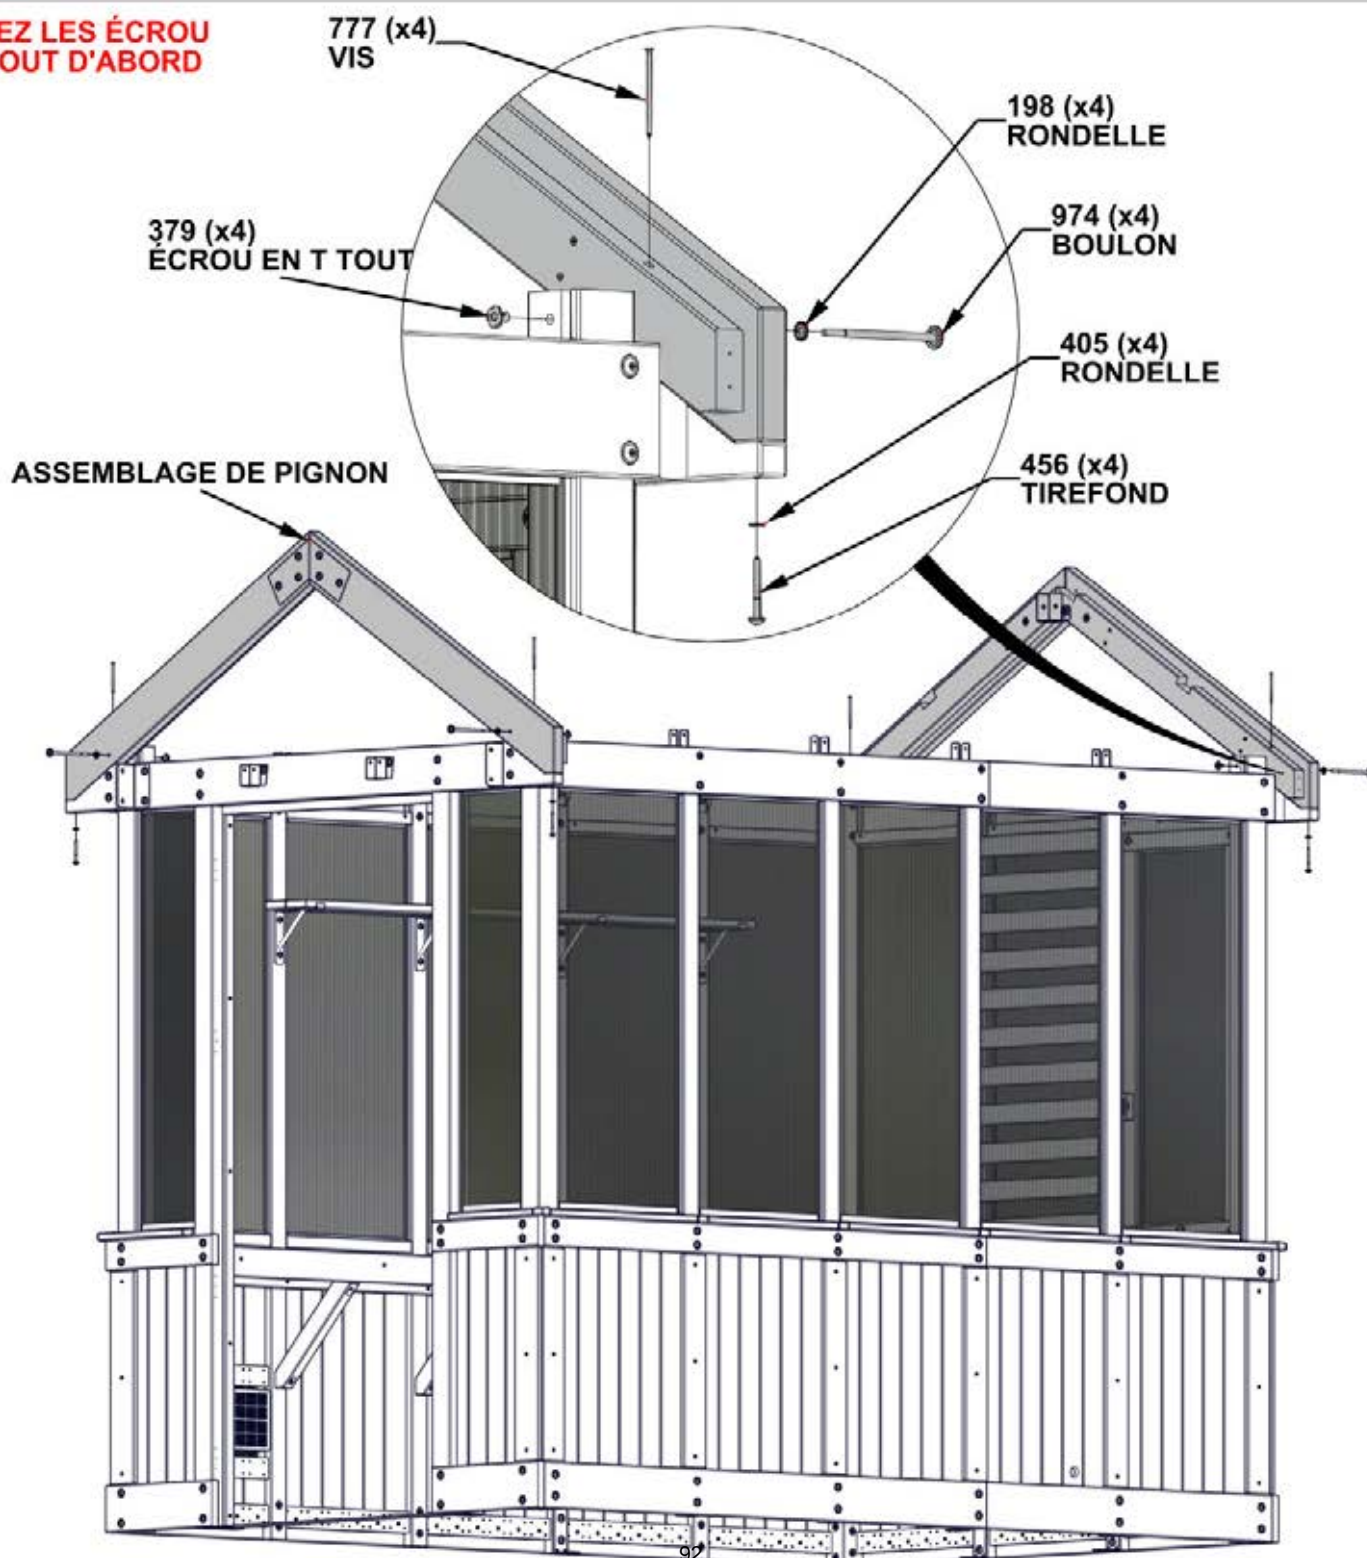 EZ LES ÉCROU
OUT D'ABORD
777 (x4)
VIS
198 (x4)
RONDELLE
379 (x4)
ÉCROU EN T TOUT
974 (x4)
BOULON
405 (x4)
RONDELLE
ASSEMBLAGE DE PIGNON
456 (x4)
TIREFOND
92